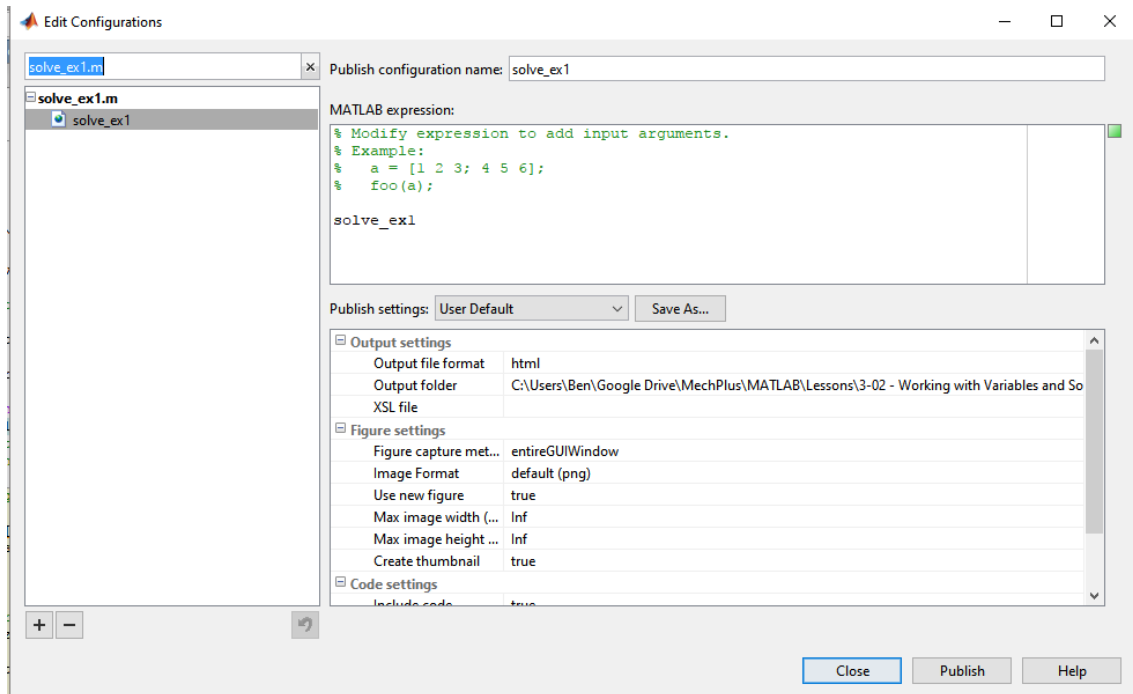 Edit Configurations
solve_ex1.m
solve_ex1.m
solve_ex1
Publish configuration name: solve_ex1
MATLAB expression:
% Modify expression to add input arguments.
% Example:
%   a = [1 2 3; 4 5 6];
%   foo(a);
solve_ex1
Publish settings: User Default Save As...
Output settings
Output file format html
Output folder C:\Users\Ben\Google Drive\MechPlus\MATLAB\Lessons\3-02 - Working with Variables and So
XSL file
Figure settings
Figure capture met... entireGUIWindow
Image Format default (png)
Use new figure true
Max image width (... Inf
Max image height ... Inf
Create thumbnail true
Code settings
Include code true
Close Publish Help